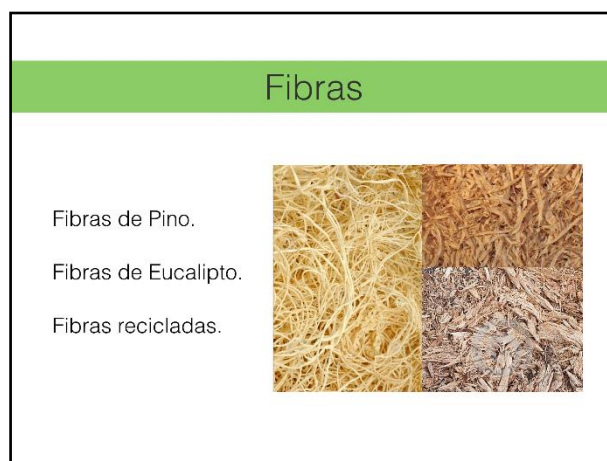 Fibras
Fibras de Pino.
Fibras de Eucalipto.
Fibras recicladas.